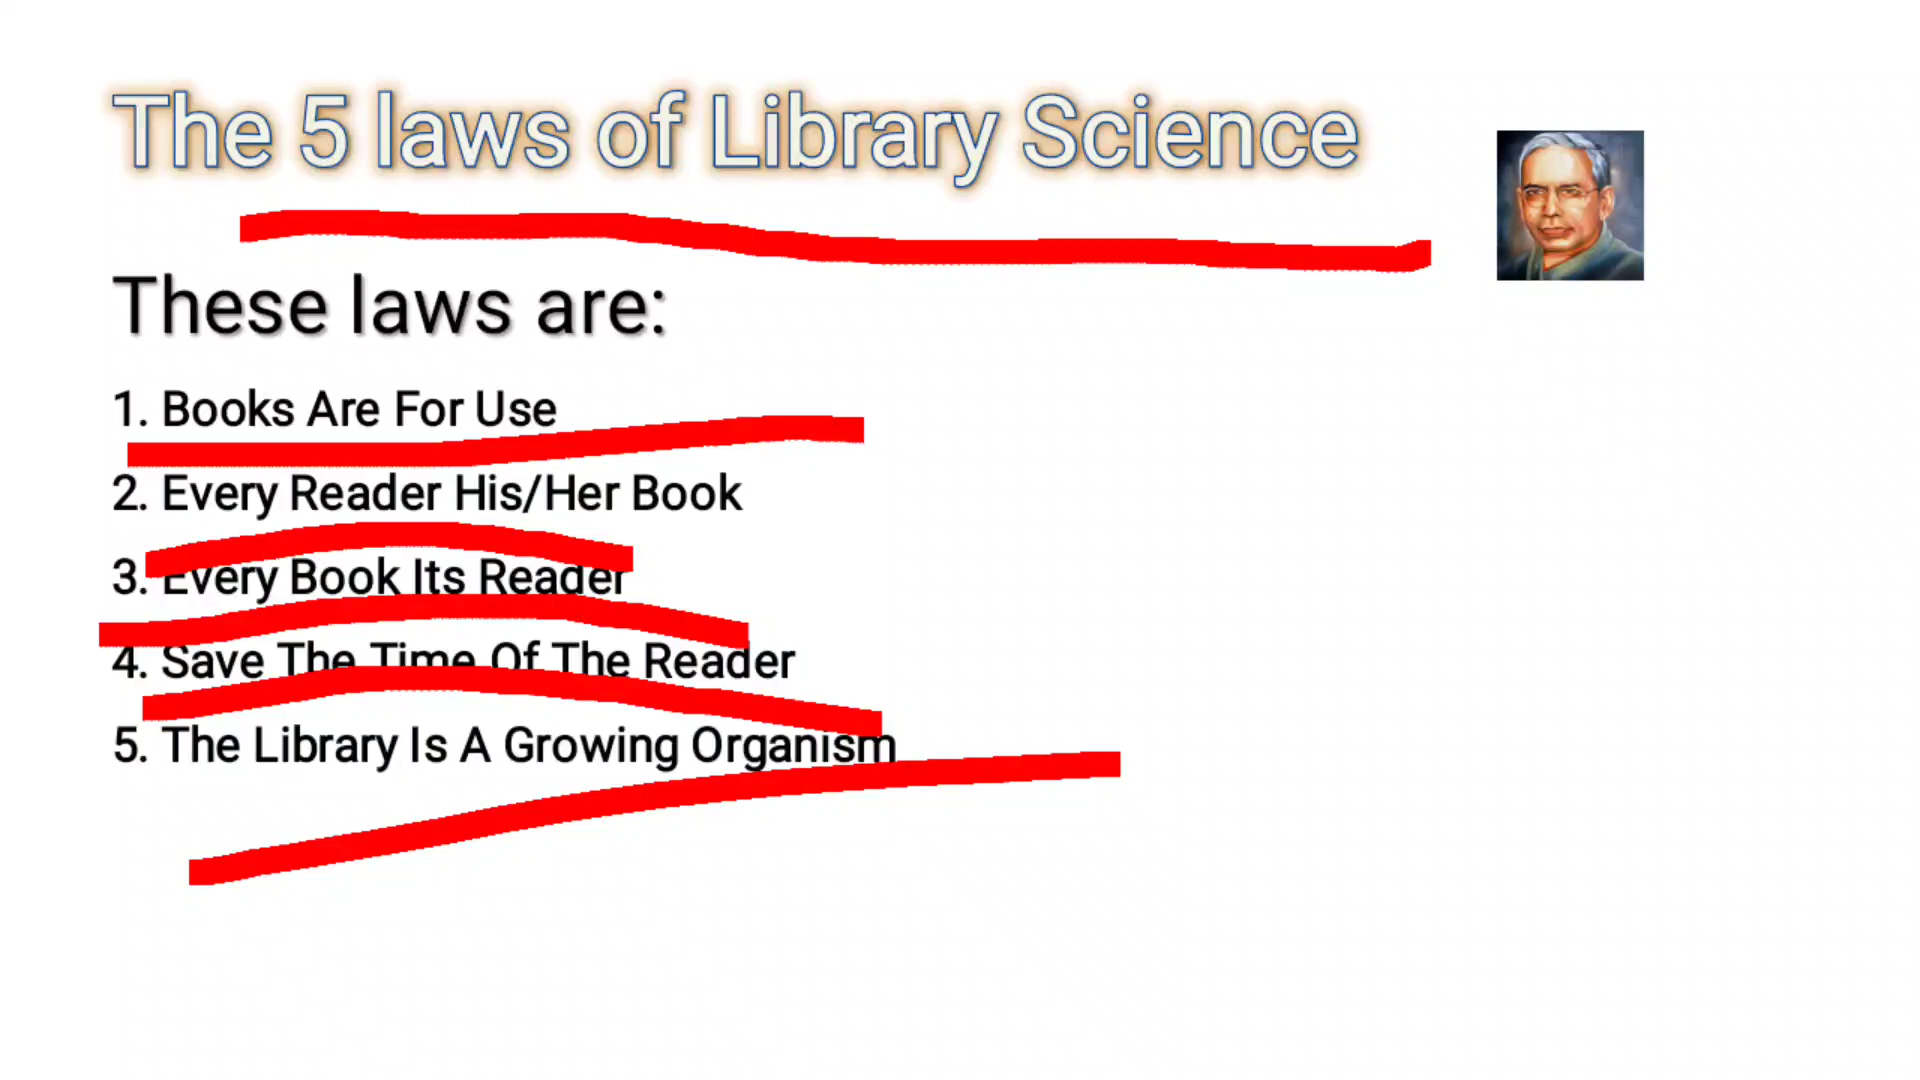 The 5 laws of Library Science
These laws are:
1. Books Are For Use
2. Every Reader His/Her Book
3. Every Book Its Reader
4. Save The Time Of The Reader
5. The Library Is A Growing Organism